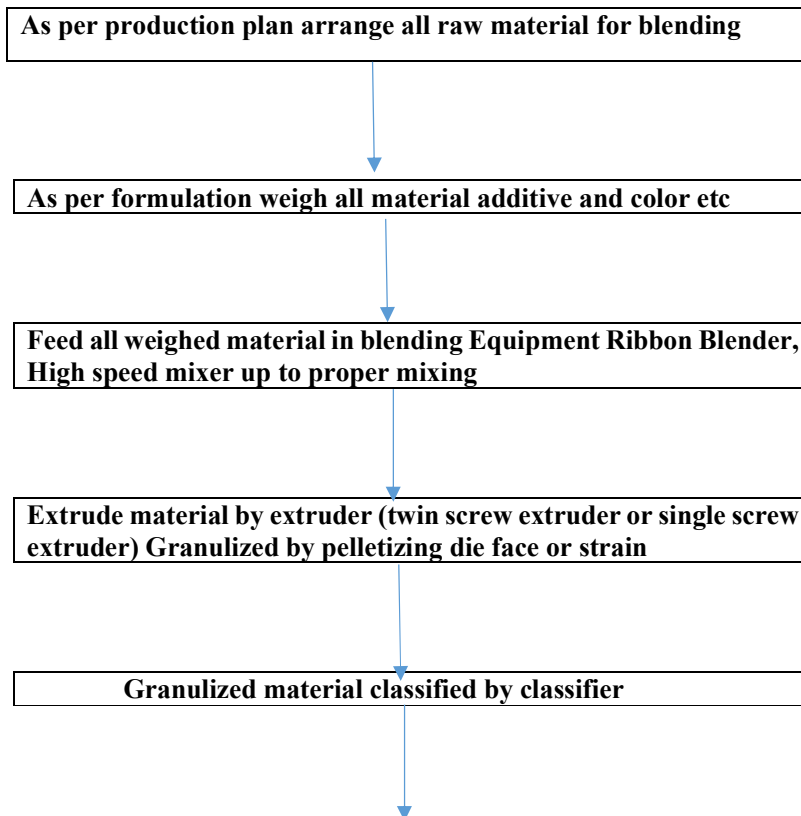 As per production plan arrange all raw material for blending
As per formulation weigh all material additive and color etc
Feed all weighed material in blending Equipment Ribbon Blender,
High speed mixer up to proper mixing
Extrude material by extruder (twin screw extruder or single screw
extruder) Granulized by pelletizing die face or strain
Granulized material classified by classifier